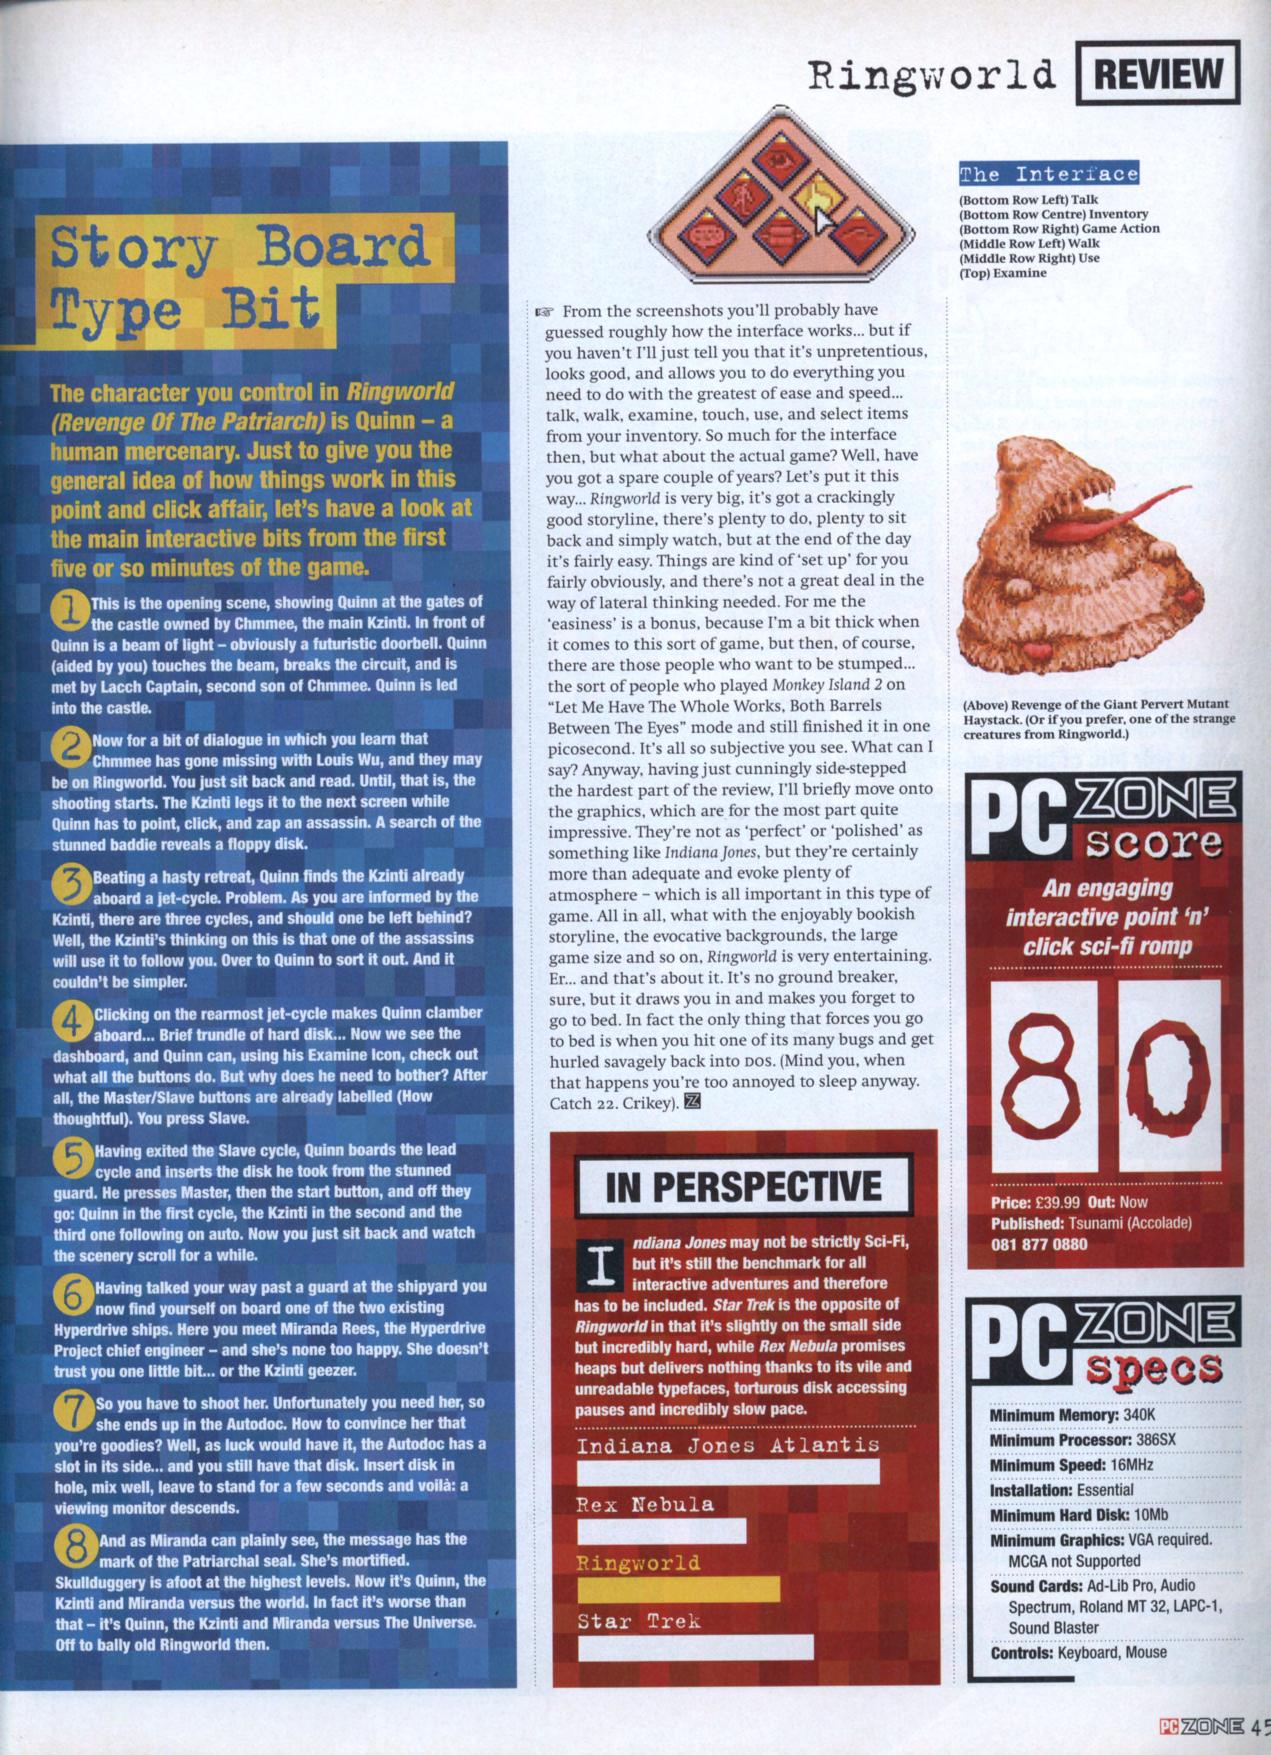 Ringworld REVIEW
Story Board
Type Bit
The character you control in Ringworld
(Revenge Of The Patriarch) is Quinn – a
human mercenary. Just to give you the
general idea of how things work in this
point and click affair, let's have a look at
the main interactive bits from the first
five or so minutes of the game.
1 This is the opening scene, showing Quinn at the gates of
the castle owned by Chmmee, the main Kzinti. In front of
Quinn is a beam of light – obviously a futuristic doorbell. Quinn
(aided by you) touches the beam, breaks the circuit, and is
met by Lacch Captain, second son of Chmmee. Quinn is led
into the castle.
2 Now for a bit of dialogue in which you learn that
Chmmee has gone missing with Louis Wu, and they may
be on Ringworld. You just sit back and read. Until, that is, the
shooting starts. The Kzinti legs it to the next screen while
Quinn has to point, click, and zap an assassin. A search of the
stunned baddie reveals a floppy disk.
3 Beating a hasty retreat, Quinn finds the Kzinti already
aboard a jet-cycle. Problem. As you are informed by the
Kzinti, there are three cycles, and should one be left behind?
Well, the Kzinti's thinking on this is that one of the assassins
will use it to follow you. Over to Quinn to sort it out. And it
couldn't be simpler.
4 Clicking on the rearmost jet-cycle makes Quinn clamber
aboard... Brief trundle of hard disk... Now we see the
dashboard, and Quinn can, using his Examine Icon, check out
what all the buttons do. But why does he need to bother? After
all, the Master/Slave buttons are already labelled (How
thoughtful). You press Slave.
5 Having exited the Slave cycle, Quinn boards the lead
cycle and inserts the disk he took from the stunned
guard. He presses Master, then the start button, and off they
go: Quinn in the first cycle, the Kzinti in the second and the
third one following on auto. Now you just sit back and watch
the scenery scroll for a while.
6 Having talked your way past a guard at the shipyard you
now find yourself on board one of the two existing
Hyperdrive ships. Here you meet Miranda Rees, the Hyperdrive
Project chief engineer – and she's none too happy. She doesn't
trust you one little bit... or the Kzinti geezer.
7 So you have to shoot her. Unfortunately you need her, so
she ends up in the Autodoc. How to convince her that
you're goodies? Well, as luck would have it, the Autodoc has a
slot in its side... and you still have that disk. Insert disk in
hole, mix well, leave to stand for a few seconds and voilà: a
viewing monitor descends.
8 And as Miranda can plainly see, the message has the
mark of the Patriarchal seal. She's mortified.
Skullduggery is afoot at the highest levels. Now it's Quinn, the
Kzinti and Miranda versus the world. In fact it's worse than
that – it's Quinn, the Kzinti and Miranda versus The Universe.
Off to bally old Ringworld then.
☞ From the screenshots you'll probably have
guessed roughly how the interface works... but if
you haven't I'll just tell you that it's unpretentious,
looks good, and allows you to do everything you
need to do with the greatest of ease and speed...
talk, walk, examine, touch, use, and select items
from your inventory. So much for the interface
then, but what about the actual game? Well, have
you got a spare couple of years? Let's put it this
way... Ringworld is very big, it's got a crackingly
good storyline, there's plenty to do, plenty to sit
back and simply watch, but at the end of the day
it's fairly easy. Things are kind of 'set up' for you
fairly obviously, and there's not a great deal in the
way of lateral thinking needed. For me the
'easiness' is a bonus, because I'm a bit thick when
it comes to this sort of game, but then, of course,
there are those people who want to be stumped...
the sort of people who played Monkey Island 2 on
"Let Me Have The Whole Works, Both Barrels
Between The Eyes" mode and still finished it in one
picosecond. It's all so subjective you see. What can I
say? Anyway, having just cunningly side-stepped
the hardest part of the review, I'll briefly move onto
the graphics, which are for the most part quite
impressive. They're not as 'perfect' or 'polished' as
something like Indiana Jones, but they're certainly
more than adequate and evoke plenty of
atmosphere – which is all important in this type of
game. All in all, what with the enjoyably bookish
storyline, the evocative backgrounds, the large
game size and so on, Ringworld is very entertaining.
Er... and that's about it. It's no ground breaker,
sure, but it draws you in and makes you forget to
go to bed. In fact the only thing that forces you go
to bed is when you hit one of its many bugs and get
hurled savagely back into DOS. (Mind you, when
that happens you're too annoyed to sleep anyway.
Catch 22. Crikey). Z
IN PERSPECTIVE
Indiana Jones may not be strictly Sci-Fi,
but it's still the benchmark for all
interactive adventures and therefore
has to be included. Star Trek is the opposite of
Ringworld in that it's slightly on the small side
but incredibly hard, while Rex Nebula promises
heaps but delivers nothing thanks to its vile and
unreadable typefaces, torturous disk accessing
pauses and incredibly slow pace.
Indiana Jones Atlantis
Rex Nebula
Ringworld
Star Trek
The Interface
(Bottom Row Left) Talk
(Bottom Row Centre) Inventory
(Bottom Row Right) Game Action
(Middle Row Left) Walk
(Middle Row Right) Use
(Top) Examine
(Above) Revenge of the Giant Pervert Mutant
Haystack. (Or if you prefer, one of the strange
creatures from Ringworld.)
PC ZONE
score
An engaging
interactive point 'n'
click sci-fi romp
80
Price: £39.99 Out: Now
Published: Tsunami (Accolade)
081 877 0880
PC ZONE
specs
Minimum Memory: 340K
Minimum Processor: 386SX
Minimum Speed: 16MHz
Installation: Essential
Minimum Hard Disk: 10Mb
Minimum Graphics: VGA required.
MCGA not Supported
Sound Cards: Ad-Lib Pro, Audio
Spectrum, Roland MT 32, LAPC-1,
Sound Blaster
Controls: Keyboard, Mouse
PC ZONE 45